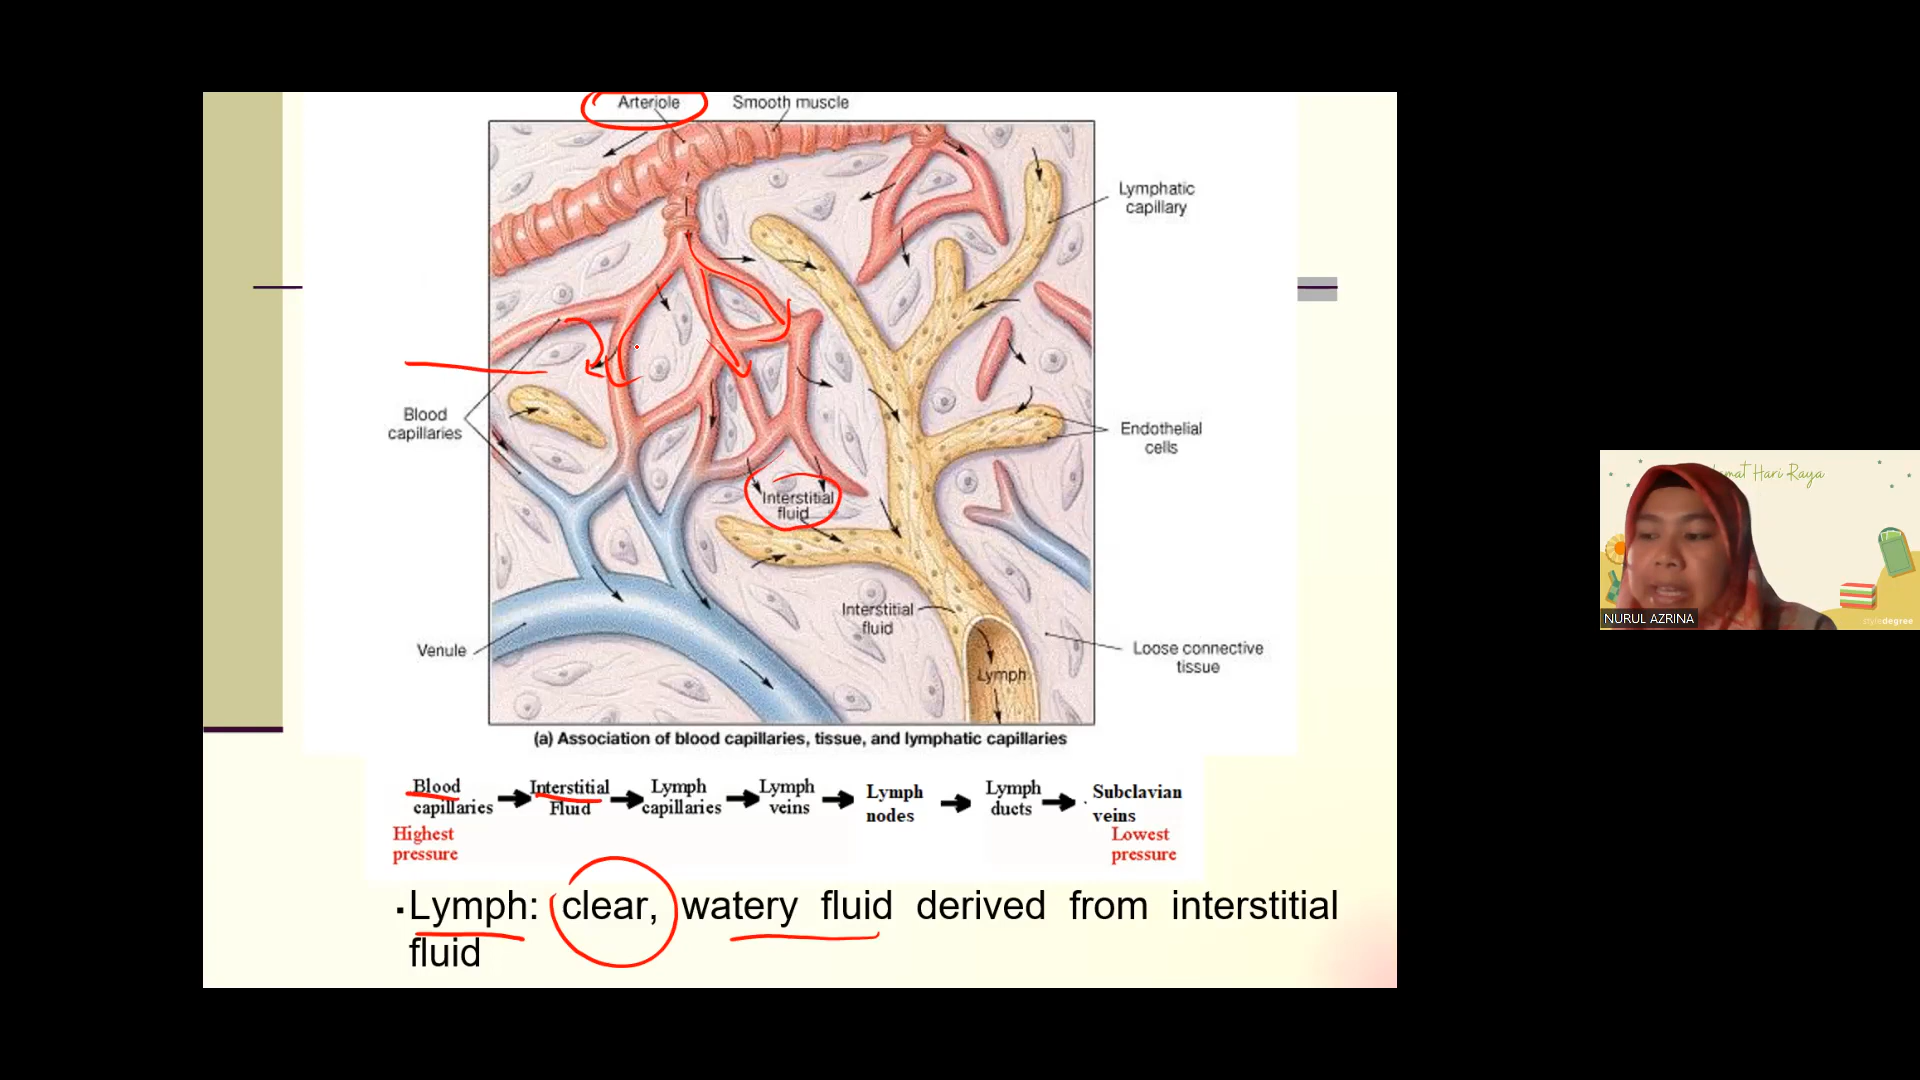 Arteriole Smooth muscle
Lymphatic
capillary
Blood
capillaries
Endothelial
cells
Interstitial
fluid
Interstitial
fluid
Venule
Loose connective
tissue
Lymph
(a) Association of blood capillaries, tissue, and lymphatic capillaries
Blood
capillaries
Interstitial
Fluid
Lymph
capillaries
Lymph
veins
Lymph
nodes
Lymph
ducts
Subclavian
veins
Highest
pressure
Lowest
pressure
▪Lymph: clear, watery fluid derived from interstitial
fluid
mat Hari Raya
NURUL AZRINA
styledegree